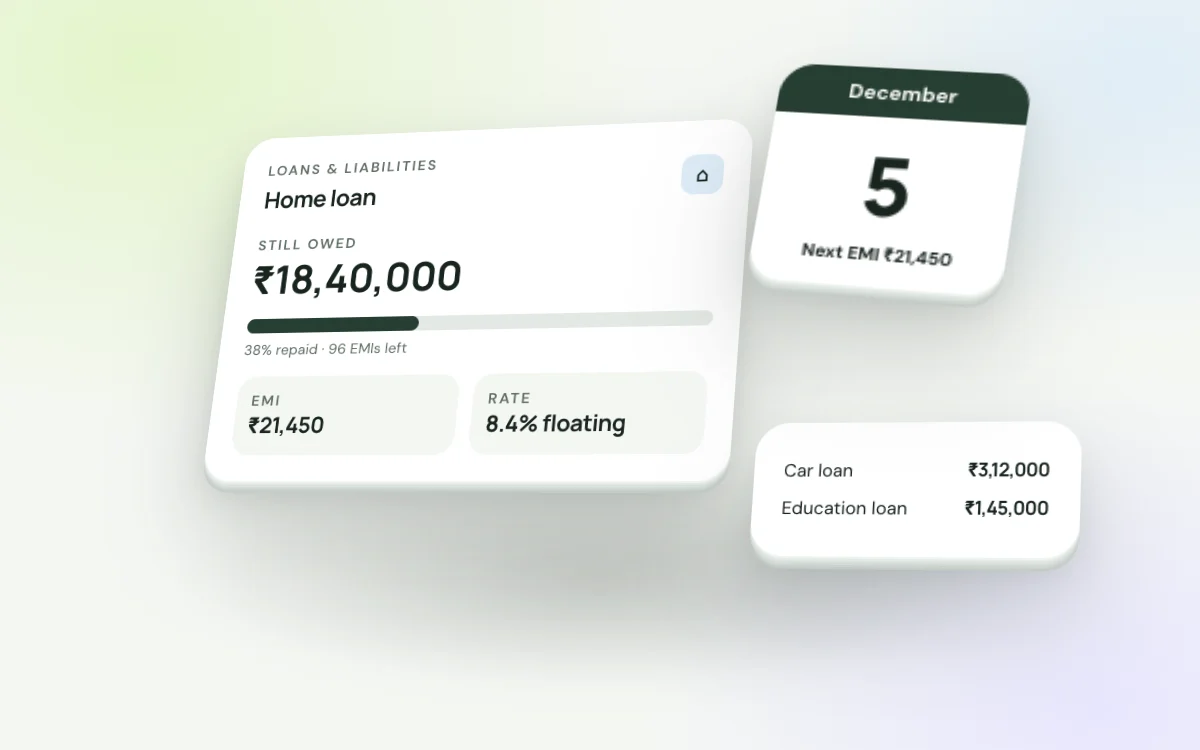 LOANS & LIABILITIES
Home loan
STILL OWED
₹18,40,000
38% repaid · 96 EMIs left
EMI
₹21,450
RATE
8.4% floating
December
5
Next EMI ₹21,450
Car loan ₹3,12,000
Education loan ₹1,45,000